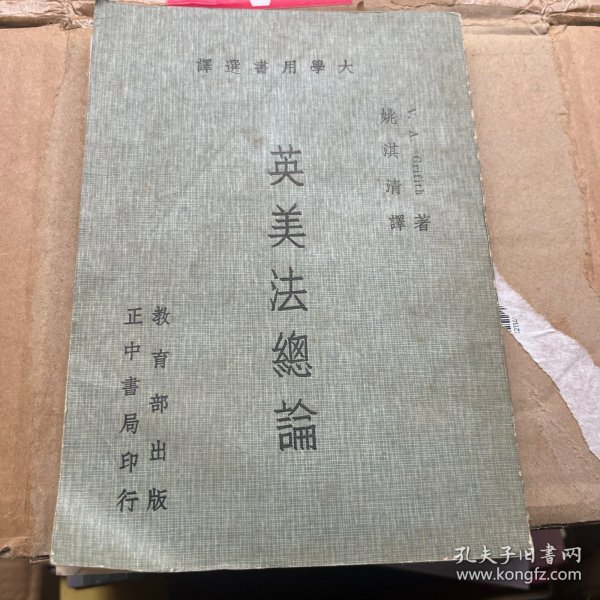 大學用書選譯
V. A. Griffith 著
姚淇清 譯
英美法總論
教育部出版
正中書局印行
孔夫子旧书网
www.kongfz.com